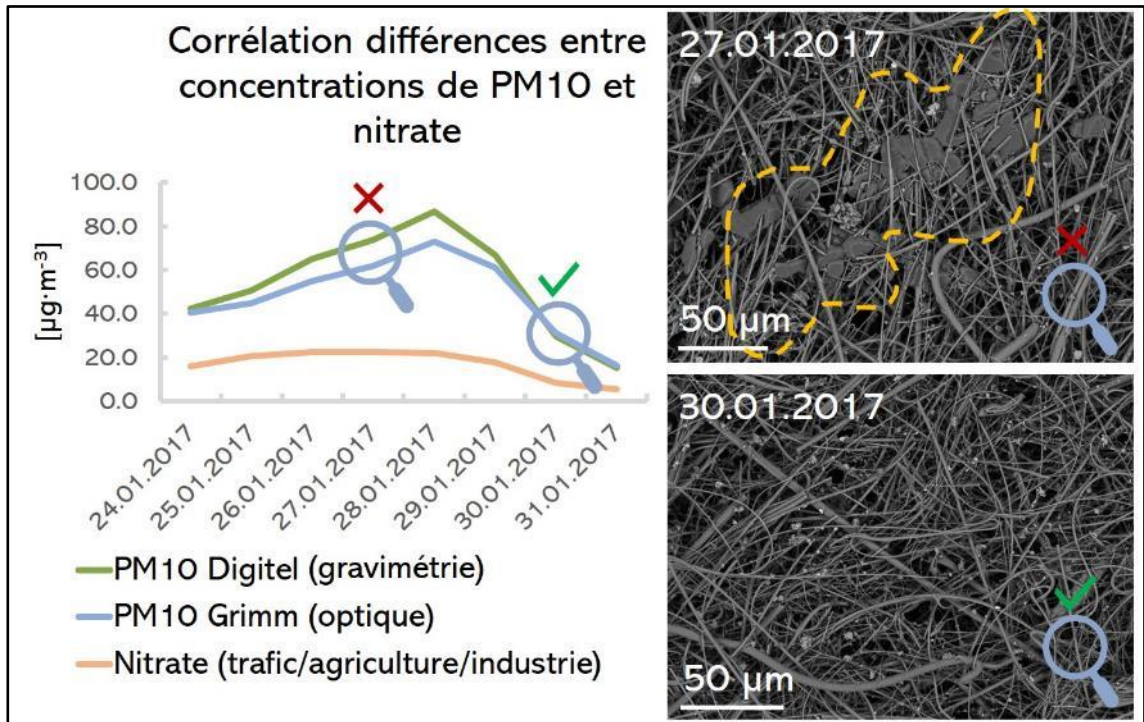 Corrélation différences entre
concentrations de PM10 et
nitrate
100.0
80.0
60.0
40.0
20.0
0.0
[µg·m⁻³]
24.01.2017
25.01.2017
26.01.2017
27.01.2017
28.01.2017
29.01.2017
30.01.2017
31.01.2017
PM10 Digitel (gravimétrie)
PM10 Grimm (optique)
Nitrate (trafic/agriculture/industrie)
27.01.2017
50 µm
30.01.2017
50 µm